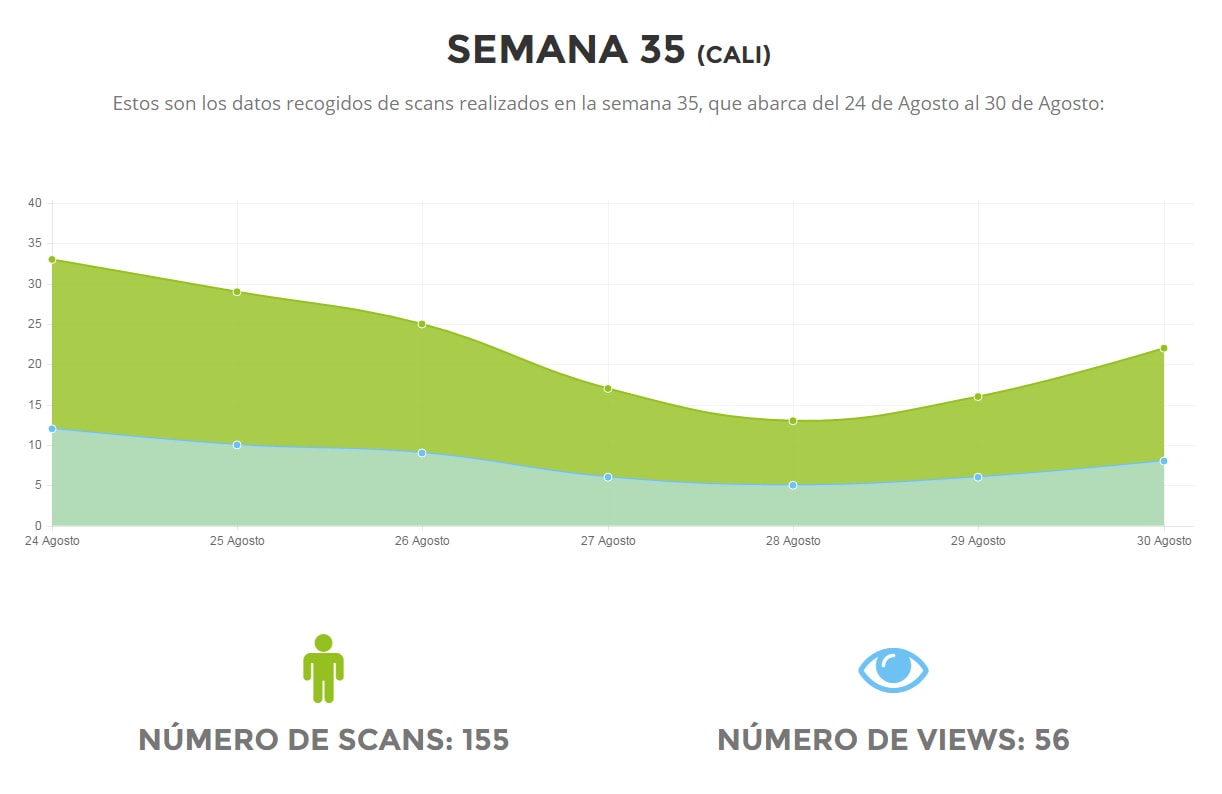 SEMANA 35 (CALI)
Estos son los datos recogidos de scans realizados en la semana 35, que abarca del 24 de Agosto al 30 de Agosto:
40
35
30
25
20
15
10
5
0
24 Agosto 25 Agosto 26 Agosto 27 Agosto 28 Agosto 29 Agosto 30 Agosto
NÚMERO DE SCANS: 155
NÚMERO DE VIEWS: 56